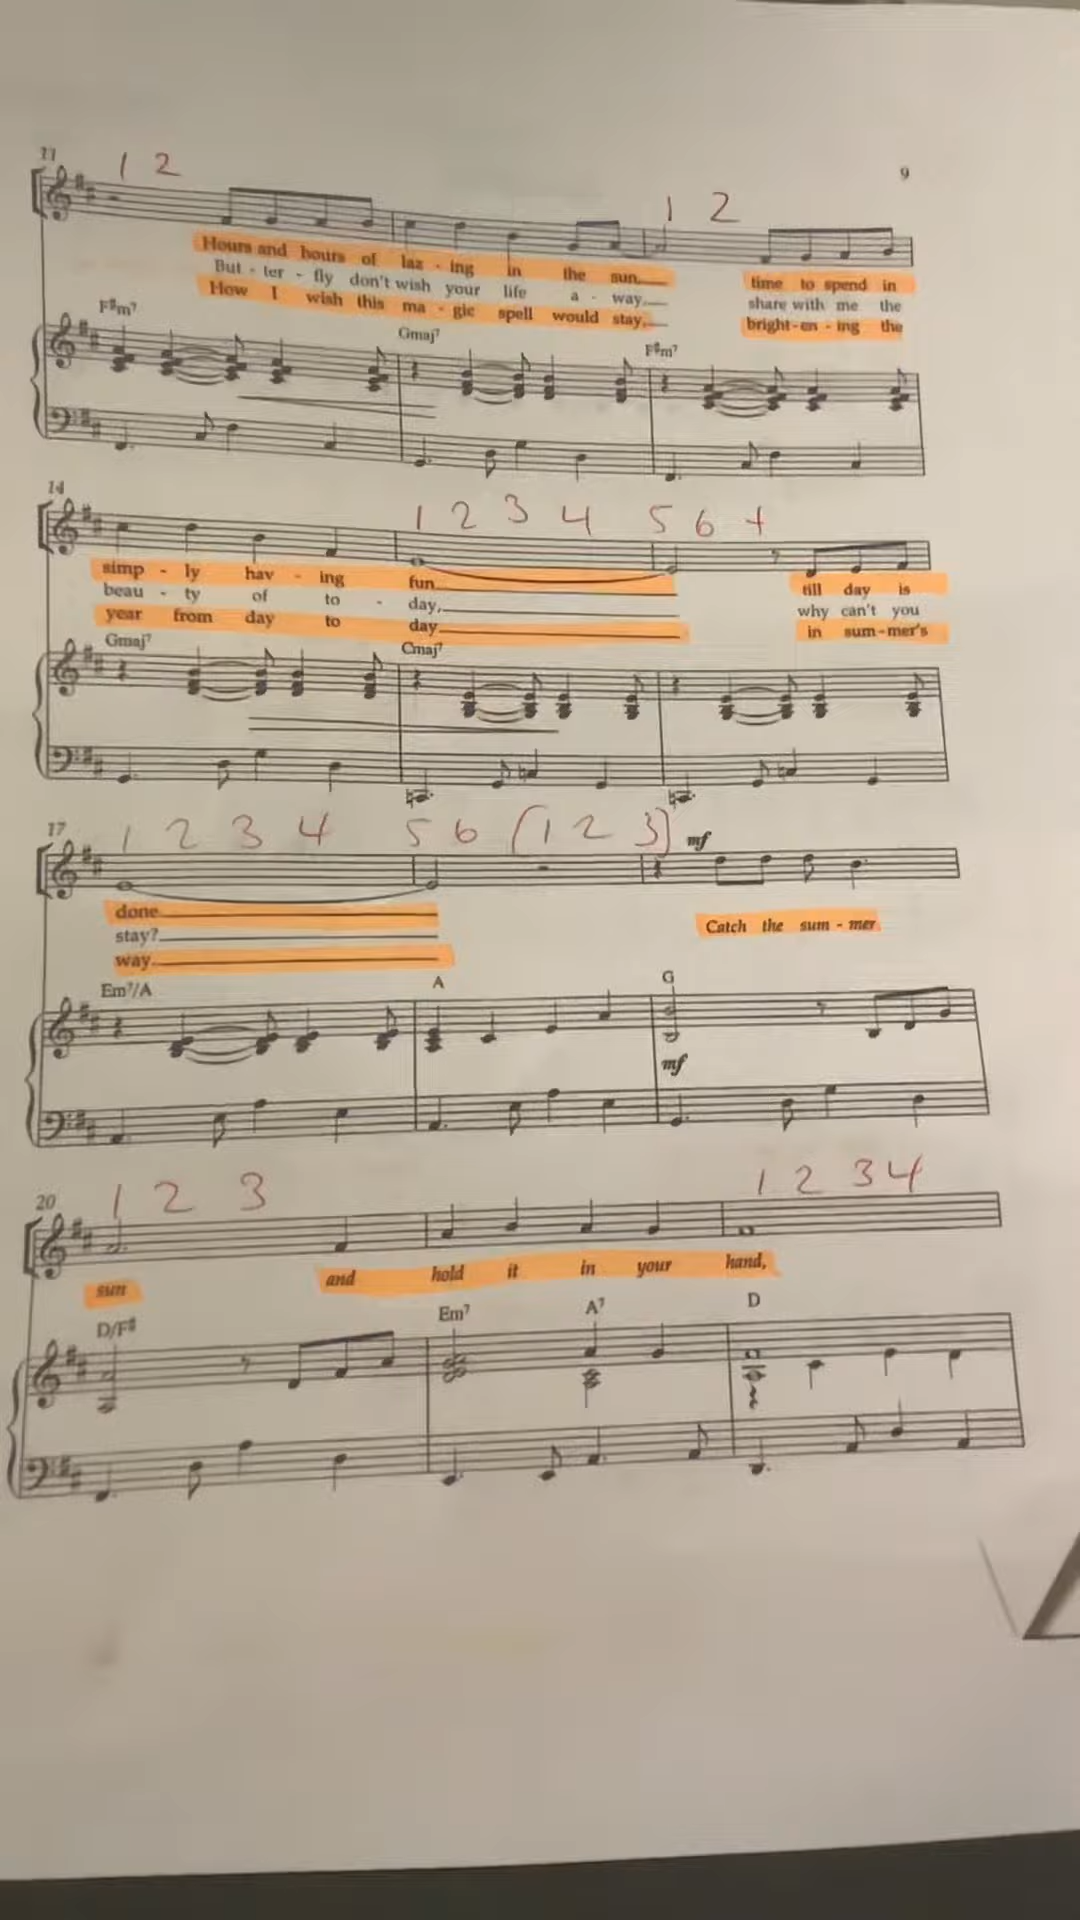 11
1 2
9
1 2
Hours and hours of laz - ing in the sun,
time to spend in
But - ter - fly don't wish your life a - way,
share with me the
How I wish this ma - gic spell would stay,
bright-en - ing the
F#m7
Gmaj7
F#m7
14
1 2 3 4 5 6 +
simp - ly hav - ing fun
till day is
beau - ty of to - day,
why can't you
year from day to day
in sum-mer's
Gmaj7
Cmaj7
17
1 2 3 4 5 6 (1 2 3)
mf
done
stay?
way.
Catch the sum - mer
Em7/A
A
G
mf
20
1 2 3
1 2 3 4
sun and hold it in your hand,
D/F#
Em7
A7
D